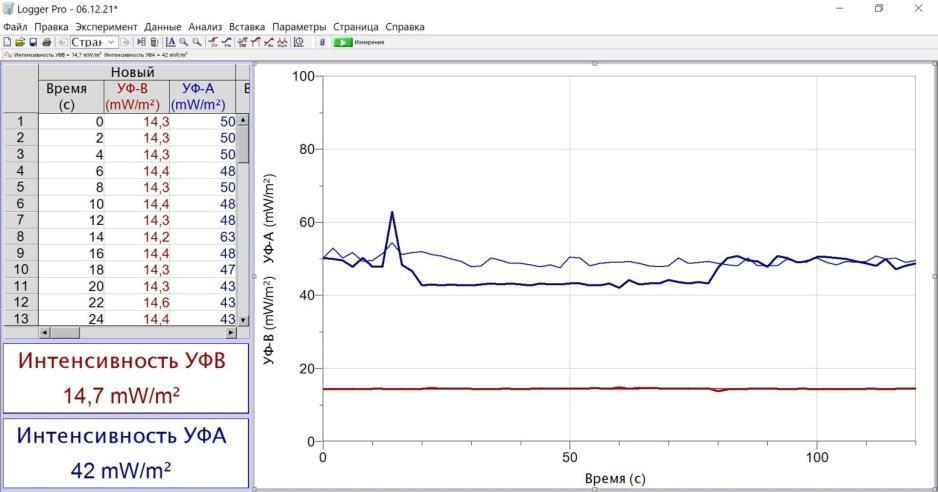 Logger Pro - 06.12.21*
Файл Правка Эксперимент Данные Анализ Вставка Параметры Страница Справка
Стран
Измерения
Интенсивность УФВ = 14,7 mW/m² Интенсивность УФА = 42 mW/m²
Новый
Время (с) УФ-В (mW/m²) УФ-А (mW/m²) В
1 0 14,3 50
2 2 14,3 50
3 4 14,3 50
4 6 14,4 48
5 8 14,3 50
6 10 14,4 48
7 12 14,3 48
8 14 14,2 63
9 16 14,4 48
10 18 14,3 47
11 20 14,3 43
12 22 14,6 43
13 24 14,4 43
Интенсивность УФВ
14,7 mW/m²
Интенсивность УФА
42 mW/m²
УФ-В (mW/m²) УФ-А (mW/m²)
100
80
60
40
20
0
0 50 100
Время (с)